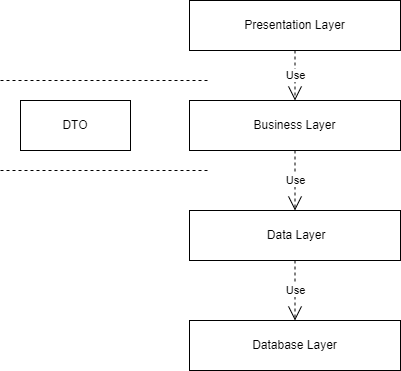 Presentation Layer
Use
DTO
Business Layer
Use
Data Layer
Use
Database Layer